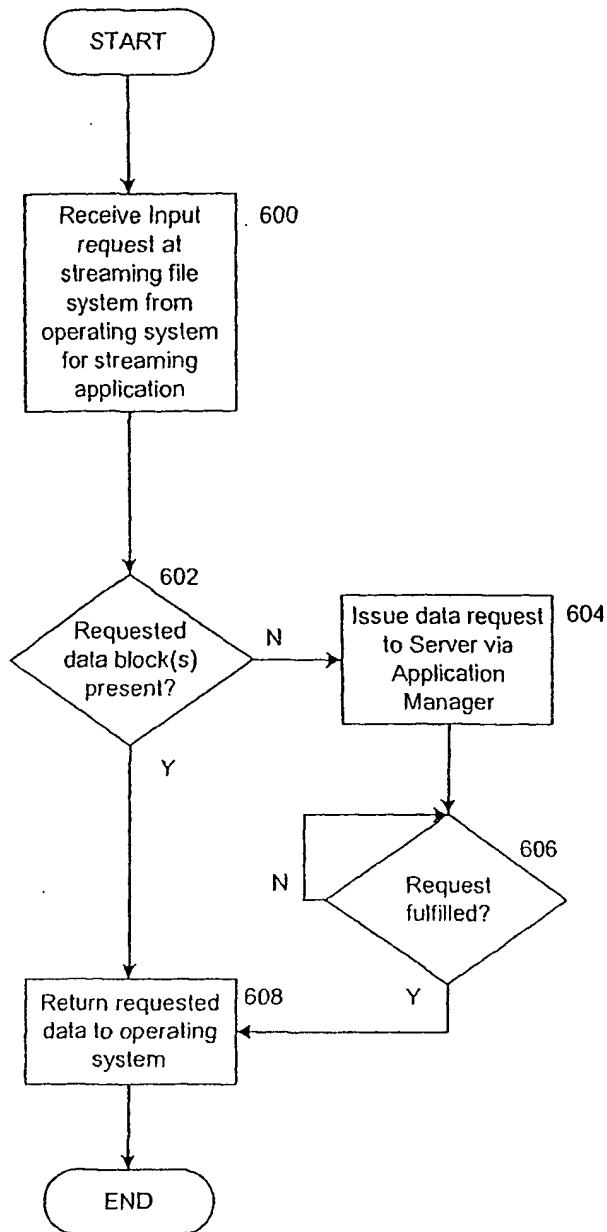 START
Receive Input
request at
streaming file
system from
operating system
for streaming
application
600
602
Requested
data block(s)
present?
N
Y
Issue data request
to Server via
Application
Manager
604
606
Request
fulfilled?
N
Y
Return requested
data to operating
system
608
END